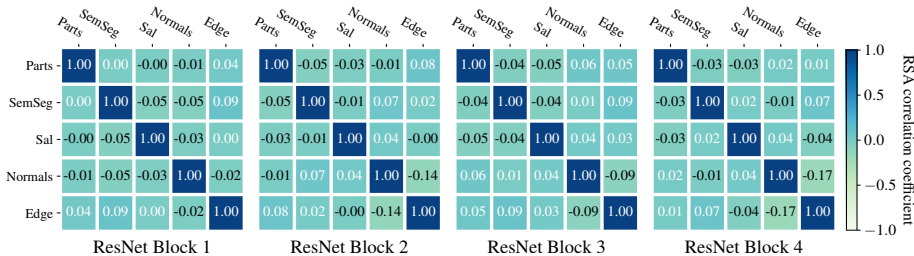 Parts SemSeg Sal Normals Edge Parts SemSeg Sal Normals Edge Parts SemSeg Sal Normals Edge Parts SemSeg Sal Normals Edge
Parts 1.00 0.00 -0.00 -0.01 0.04 1.00 -0.05 -0.03 -0.01 0.08 1.00 -0.04 -0.05 0.06 0.05 1.00 -0.03 -0.03 0.02 0.01
SemSeg 0.00 1.00 -0.05 -0.05 0.09 -0.05 1.00 -0.01 0.07 0.02 -0.04 1.00 -0.04 0.01 0.09 -0.03 1.00 0.02 -0.01 0.07
Sal -0.00 -0.05 1.00 -0.03 0.00 -0.03 -0.01 1.00 0.04 -0.00 -0.05 -0.04 1.00 0.04 0.03 -0.03 0.02 1.00 0.04 -0.04
Normals -0.01 -0.05 -0.03 1.00 -0.02 -0.01 0.07 0.04 1.00 -0.14 0.06 0.01 0.04 1.00 -0.09 0.02 -0.01 0.04 1.00 -0.17
Edge 0.04 0.09 0.00 -0.02 1.00 0.08 0.02 -0.00 -0.14 1.00 0.05 0.09 0.03 -0.09 1.00 0.01 0.07 -0.04 -0.17 1.00
ResNet Block 1 ResNet Block 2 ResNet Block 3 ResNet Block 4
1.0
0.5
0.0
−0.5
−1.0
RSA correlation coefficient